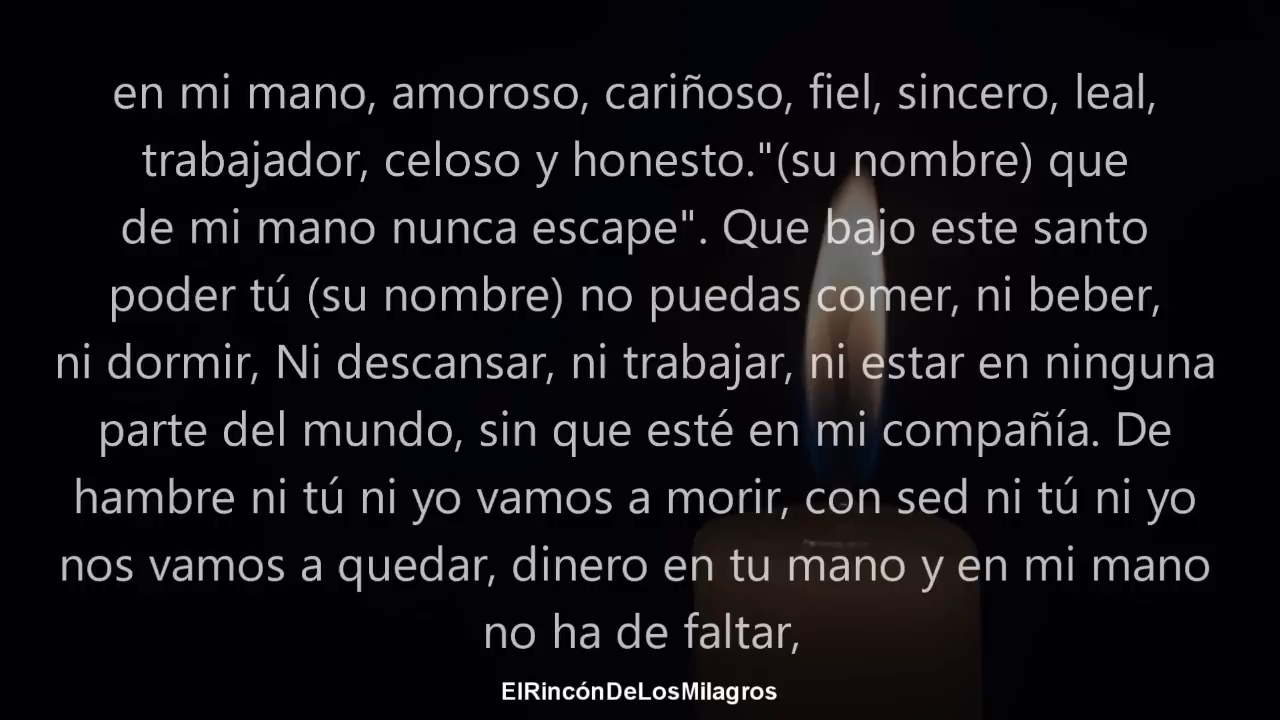 en mi mano, amoroso, cariñoso, fiel, sincero, leal,
trabajador, celoso y honesto."(su nombre) que
de mi mano nunca escape". Que bajo este santo
poder tú (su nombre) no puedas comer, ni beber,
ni dormir, Ni descansar, ni trabajar, ni estar en ninguna
parte del mundo, sin que esté en mi compañía. De
hambre ni tú ni yo vamos a morir, con sed ni tú ni yo
nos vamos a quedar, dinero en tu mano y en mi mano
no ha de faltar,
ElRincónDeLosMilagros